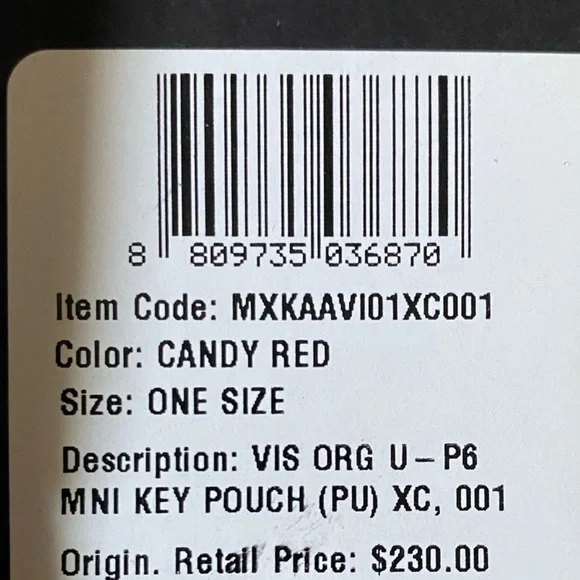 8 809735 036870
Item Code: MXKAAVI01XC001
Color: CANDY RED
Size: ONE SIZE
Description: VIS ORG U-P6
MNI KEY POUCH (PU) XC, 001
Origin. Retail Price: $230.00